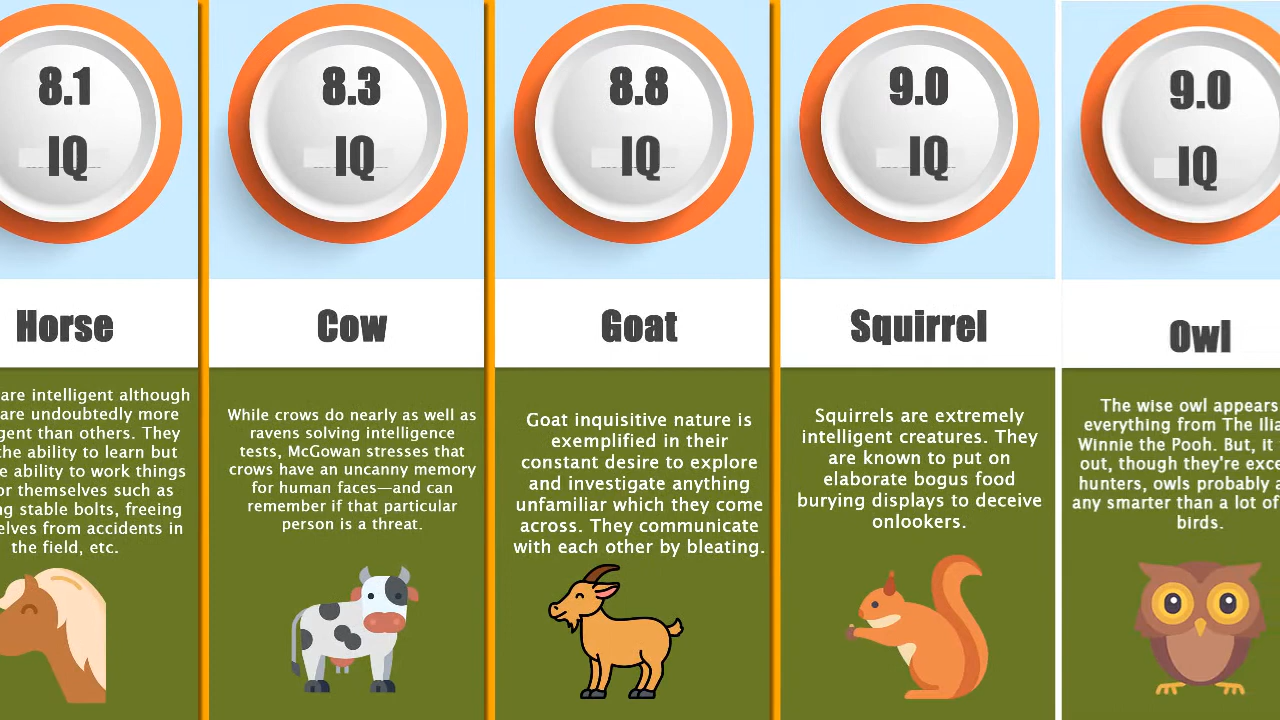 8.1
IQ
Horse
are intelligent although
are undoubtedly more
gent than others. They
the ability to learn but
e ability to work things
or themselves such as
ng stable bolts, freeing
elves from accidents in
the field, etc.
8.3
IQ
Cow
While crows do nearly as well as
ravens solving intelligence
tests, McGowan stresses that
crows have an uncanny memory
for human faces—and can
remember if that particular
person is a threat.
8.8
IQ
Goat
Goat inquisitive nature is
exemplified in their
constant desire to explore
and investigate anything
unfamiliar which they come
across. They communicate
with each other by bleating.
9.0
IQ
Squirrel
Squirrels are extremely
intelligent creatures. They
are known to put on
elaborate bogus food
burying displays to deceive
onlookers.
9.0
IQ
Owl
The wise owl appears
everything from The Ilia
Winnie the Pooh. But, it
out, though they're exce
hunters, owls probably a
any smarter than a lot of
birds.